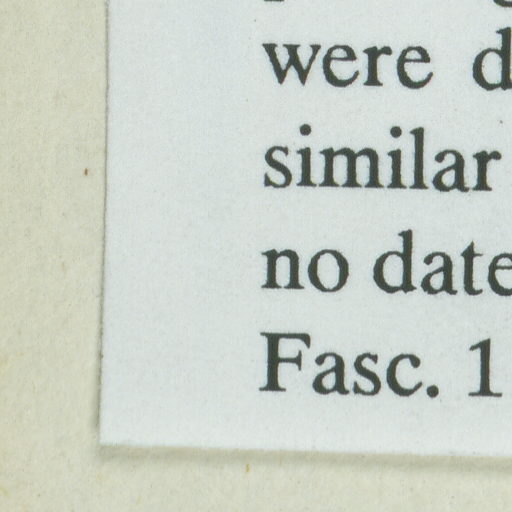 were
similar
no date
Fasc. 1